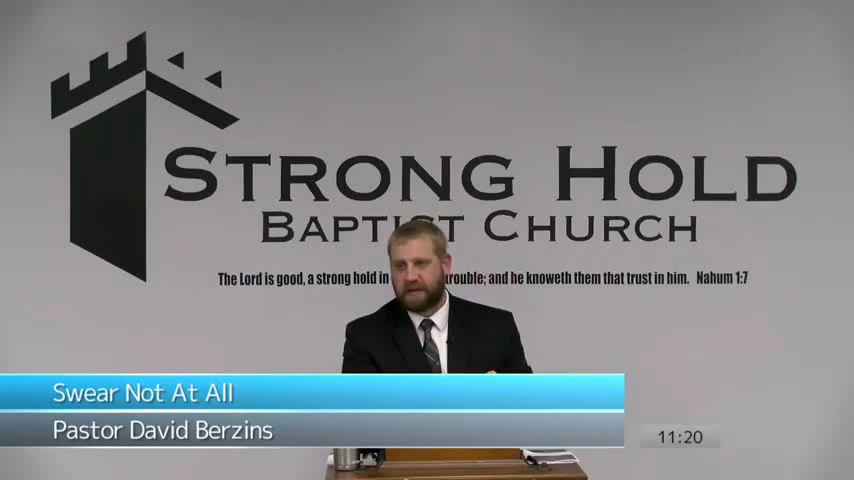 STRONG HOLD
BAPTIST CHURCH
The Lord is good, a strong hold in trouble; and he knoweth them that trust in him. Nahum 1:7
Swear Not At All
Pastor David Berzins
11:20